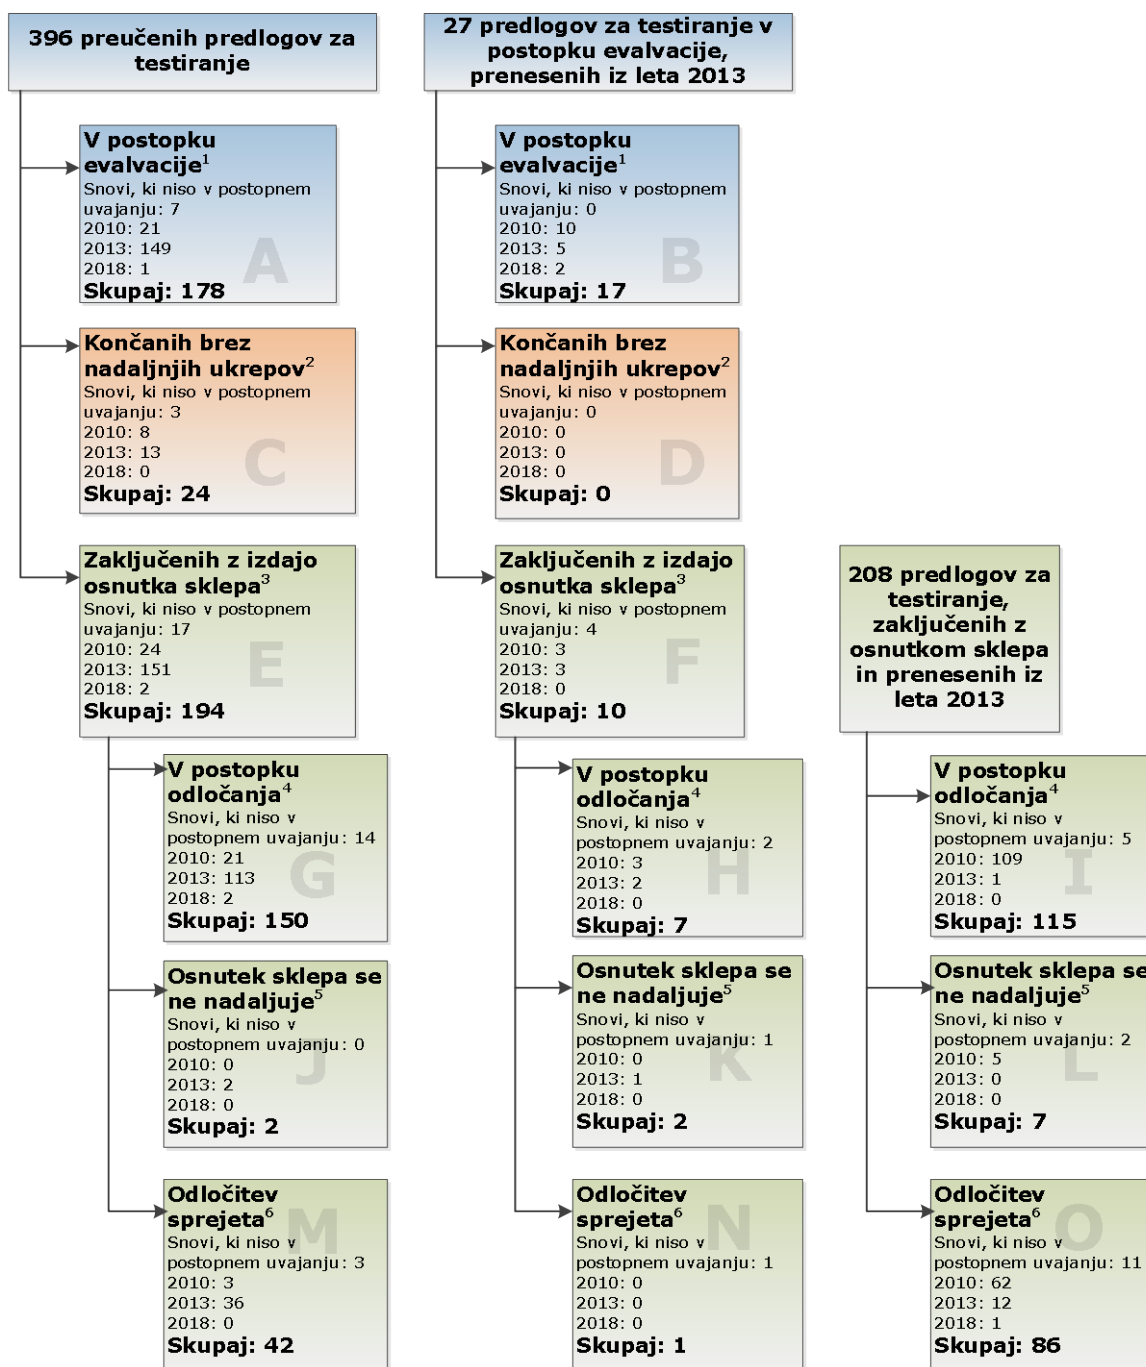 396 preučenih predlogov za
testiranje
27 predlogov za testiranje v
postopku evalvacije,
prenesenih iz leta 2013
V postopku
evalvacije¹
Snovi, ki niso v postopnem
uvajanju: 7
2010: 21
2013: 149
2018: 1
Skupaj: 178
A
V postopku
evalvacije¹
Snovi, ki niso v postopnem
uvajanju: 0
2010: 10
2013: 5
2018: 2
Skupaj: 17
B
Končanih brez
nadaljnjih ukrepov²
Snovi, ki niso v postopnem
uvajanju: 3
2010: 8
2013: 13
2018: 0
Skupaj: 24
C
Končanih brez
nadaljnjih ukrepov²
Snovi, ki niso v postopnem
uvajanju: 0
2010: 0
2013: 0
2018: 0
Skupaj: 0
D
Zaključenih z izdajo
osnutka sklepa³
Snovi, ki niso v postopnem
uvajanju: 17
2010: 24
2013: 151
2018: 2
Skupaj: 194
E
Zaključenih z izdajo
osnutka sklepa³
Snovi, ki niso v postopnem
uvajanju: 4
2010: 3
2013: 3
2018: 0
Skupaj: 10
F
208 predlogov za
testiranje,
zaključenih z
osnutkom sklepa
in prenesenih iz
leta 2013
V postopku
odločanja⁴
Snovi, ki niso v
postopnem uvajanju: 14
2010: 21
2013: 113
2018: 2
Skupaj: 150
G
V postopku
odločanja⁴
Snovi, ki niso v
postopnem uvajanju: 2
2010: 3
2013: 2
2018: 0
Skupaj: 7
H
V postopku
odločanja⁴
Snovi, ki niso v
postopnem uvajanju: 5
2010: 109
2013: 1
2018: 0
Skupaj: 115
I
Osnutek sklepa se
ne nadaljuje⁵
Snovi, ki niso v
postopnem uvajanju: 0
2010: 0
2013: 2
2018: 0
Skupaj: 2
J
Osnutek sklepa se
ne nadaljuje⁵
Snovi, ki niso v
postopnem uvajanju: 1
2010: 0
2013: 1
2018: 0
Skupaj: 2
K
Osnutek sklepa se
ne nadaljuje⁵
Snovi, ki niso v
postopnem uvajanju: 2
2010: 5
2013: 0
2018: 0
Skupaj: 7
L
Odločitev
sprejeta⁶
Snovi, ki niso v
postopnem uvajanju: 3
2010: 3
2013: 36
2018: 0
Skupaj: 42
M
Odločitev
sprejeta⁶
Snovi, ki niso v
postopnem uvajanju: 1
2010: 0
2013: 0
2018: 0
Skupaj: 1
N
Odločitev
sprejeta⁶
Snovi, ki niso v
postopnem uvajanju: 11
2010: 62
2013: 12
2018: 1
Skupaj: 86
O